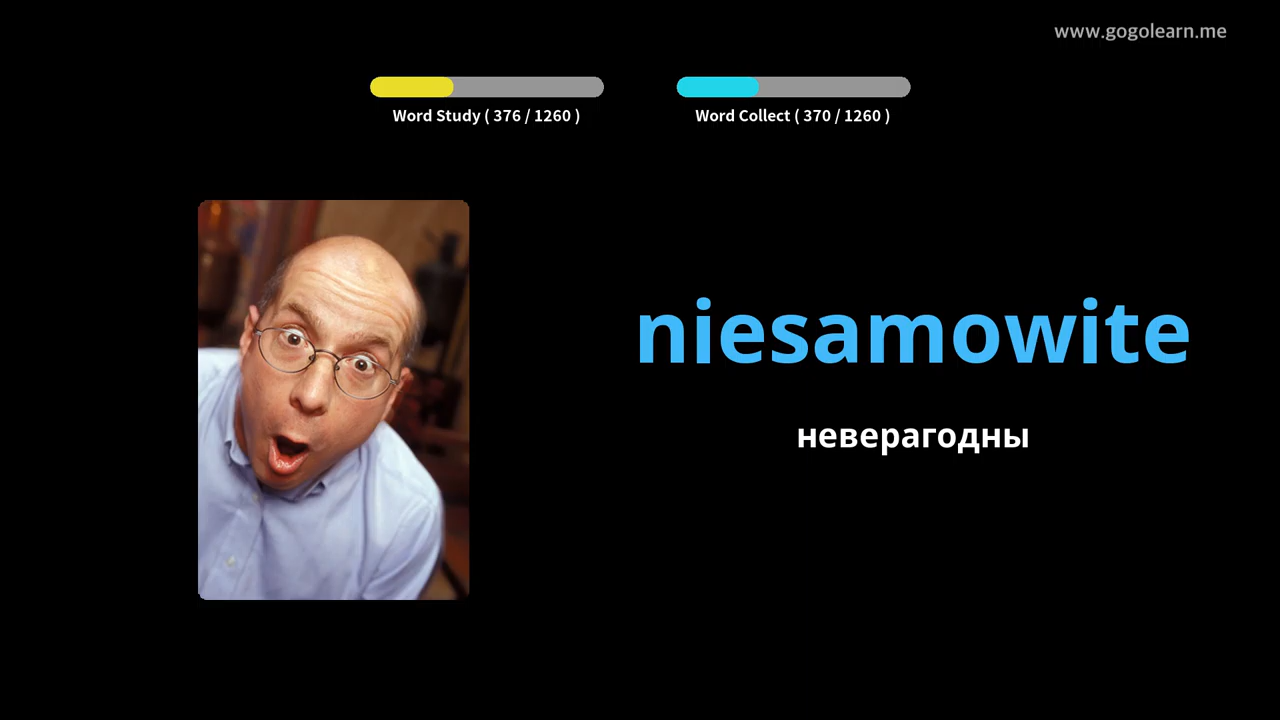 www.gogolearn.me
Word Study ( 376 / 1260 )
Word Collect ( 370 / 1260 )
niesamowite
неверагодны